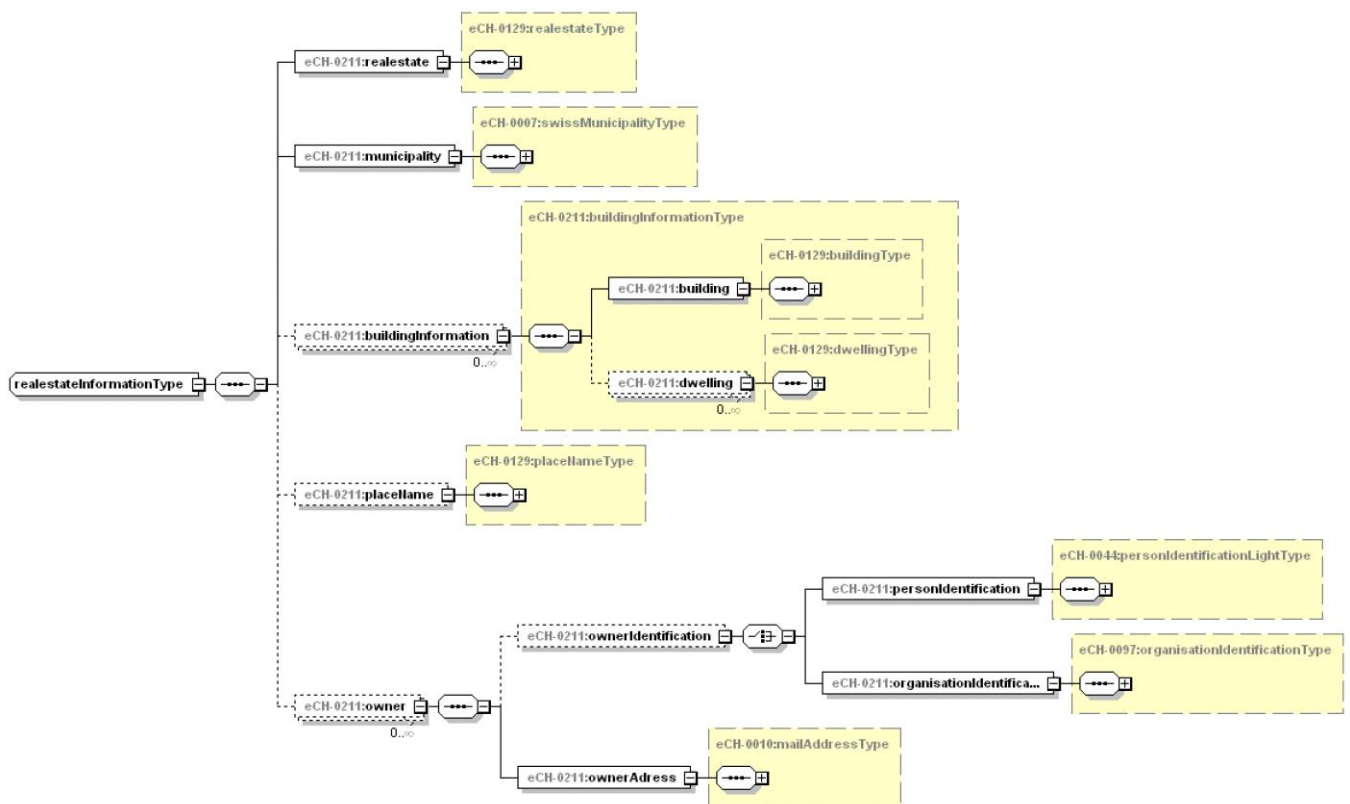 eCH-0129:realestateType
eCH-0211:realestate
eCH-0007:swissMunicipalityType
eCH-0211:municipality
eCH-0211:buildingInformationType
eCH-0129:buildingType
eCH-0211:building
eCH-0211:buildingInformation
0..∞
eCH-0129:dwellingType
eCH-0211:dwelling
0..∞
realestateInformationType
eCH-0129:placeNameType
eCH-0211:placeName
eCH-0044:personIdentificationLightType
eCH-0211:personIdentification
eCH-0211:ownerIdentification
eCH-0097:organisationIdentificationType
eCH-0211:organisationIdentifica...
eCH-0211:owner
0..∞
eCH-0010:mailAddressType
eCH-0211:ownerAdress